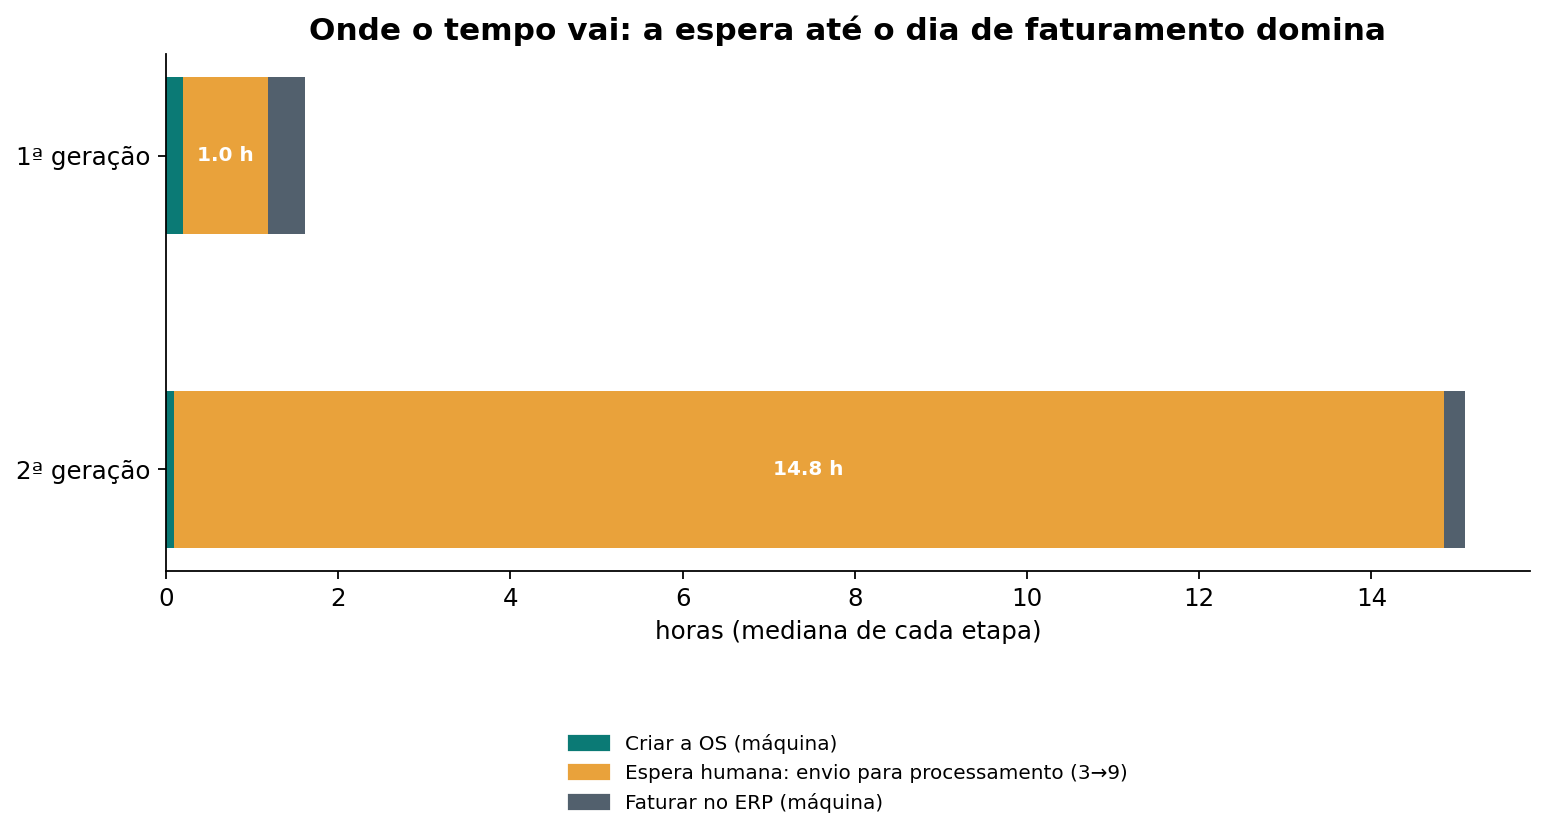 Onde o tempo vai: a espera até o dia de faturamento domina
1ª geração
1.0 h
2ª geração
14.8 h
0 2 4 6 8 10 12 14
horas (mediana de cada etapa)
Criar a OS (máquina)
Espera humana: envio para processamento (3→9)
Faturar no ERP (máquina)